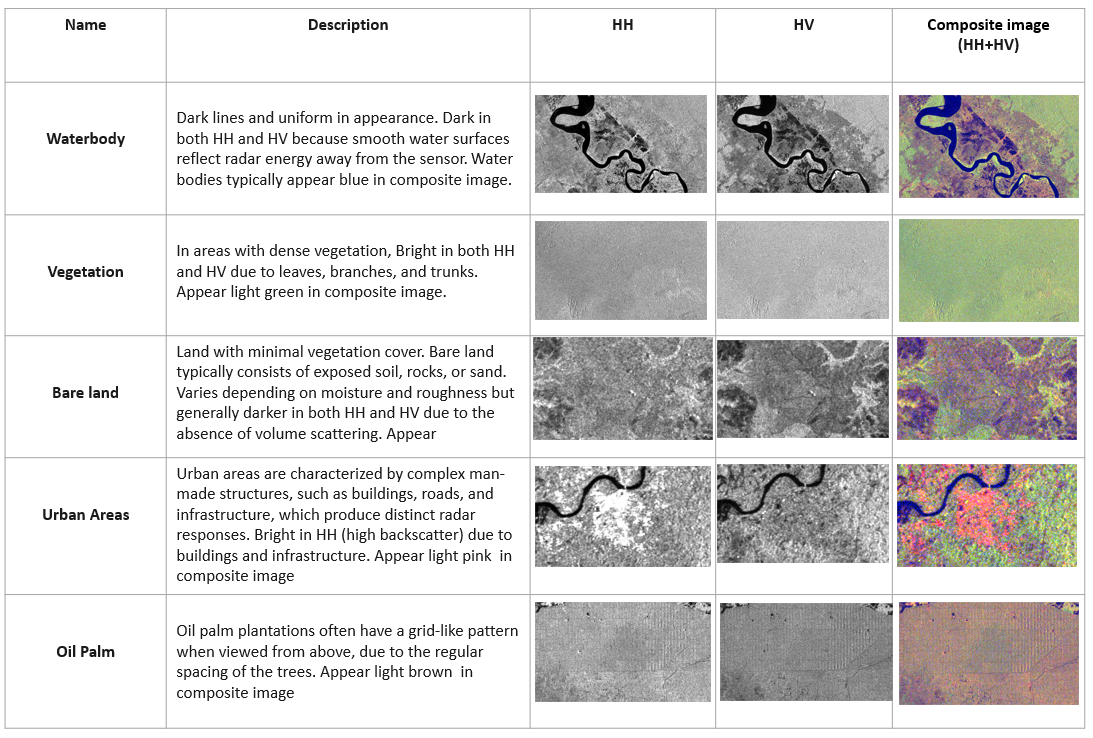 Name
Description
HH
HV
Composite image
(HH+HV)
Waterbody
Dark lines and uniform in appearance. Dark in
both HH and HV because smooth water surfaces
reflect radar energy away from the sensor. Water
bodies typically appear blue in composite image.
Vegetation
In areas with dense vegetation, Bright in both HH
and HV due to leaves, branches, and trunks.
Appear light green in composite image.
Bare land
Land with minimal vegetation cover. Bare land
typically consists of exposed soil, rocks, or sand.
Varies depending on moisture and roughness but
generally darker in both HH and HV due to the
absence of volume scattering. Appear
Urban Areas
Urban areas are characterized by complex man-
made structures, such as buildings, roads, and
infrastructure, which produce distinct radar
responses. Bright in HH (high backscatter) due to
buildings and infrastructure. Appear light pink  in
composite image
Oil Palm
Oil palm plantations often have a grid-like pattern
when viewed from above, due to the regular
spacing of the trees. Appear light brown  in
composite image